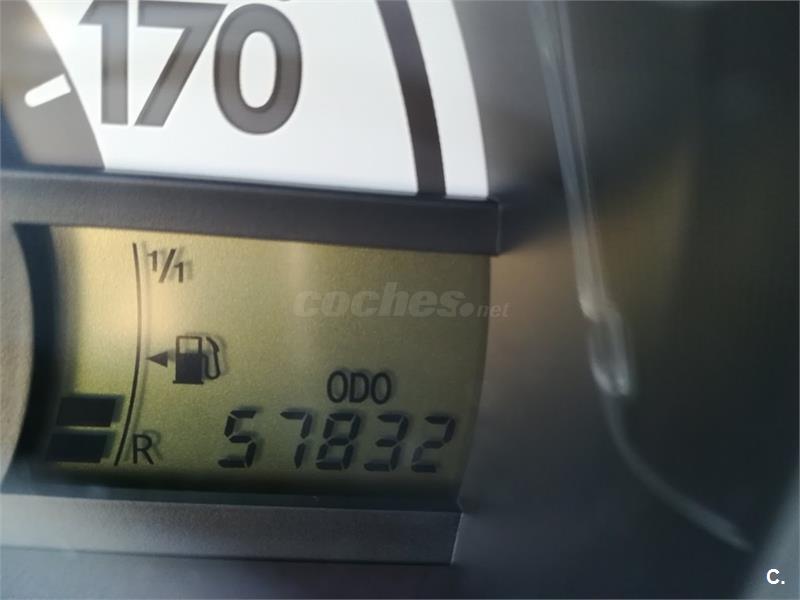 170
1/1
coches.net
ODO
R 57832
C.